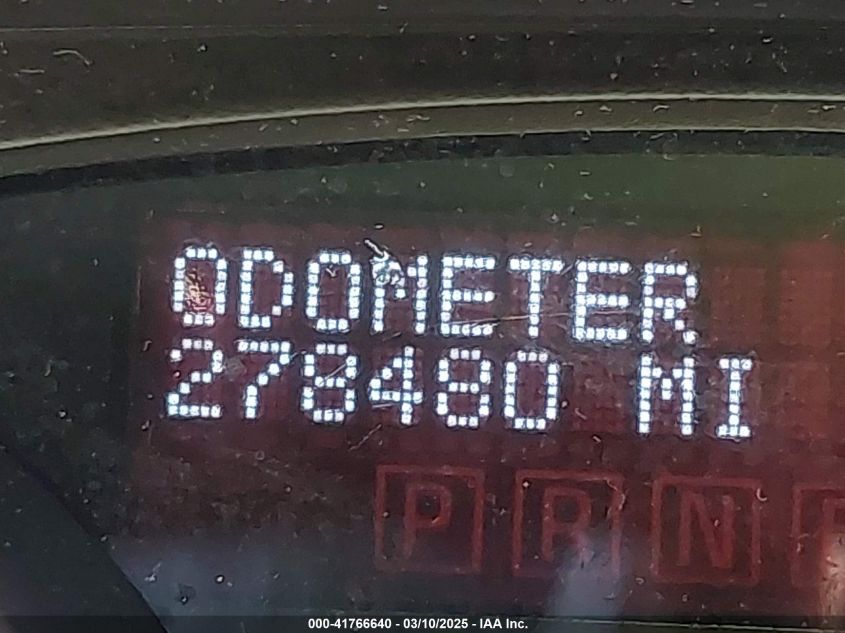 ODOMETER
278480 MI
P R N
000-41766640 - 03/10/2025 - IAA Inc.